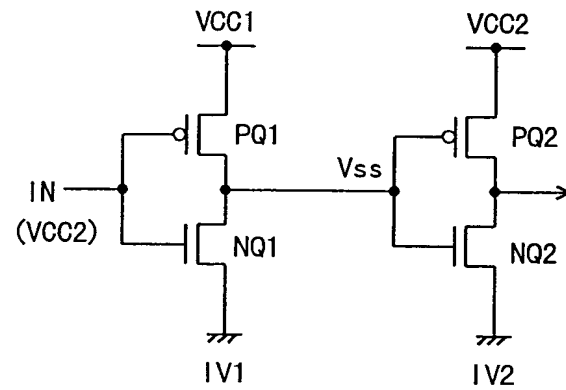 VCC1
VCC2
PQ1
PQ2
Vss
IN
(VCC2)
NQ1
NQ2
IV1
IV2